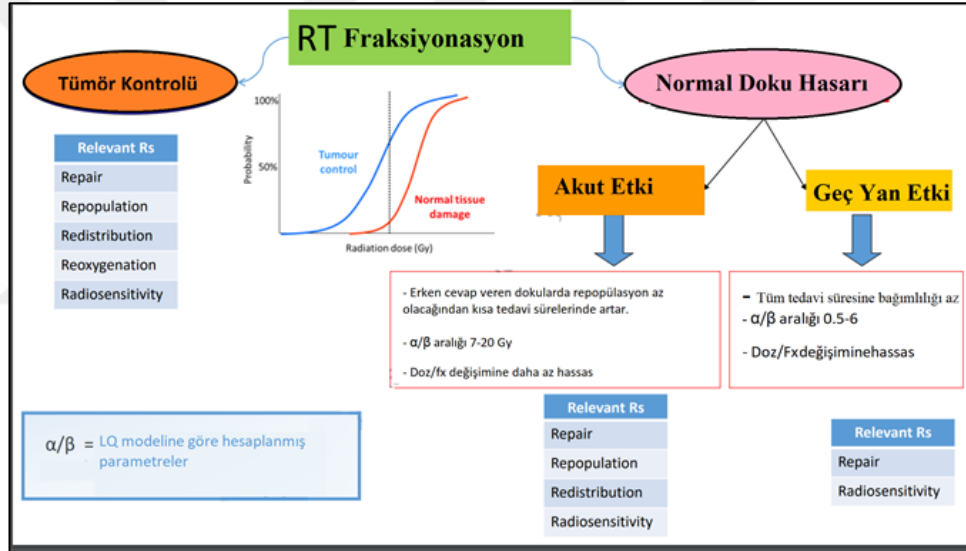 RT Fraksiyonasyon
Tümör Kontrolü
Normal Doku Hasarı
Relevant Rs
Repair
Repopulation
Redistribution
Reoxygenation
Radiosensitivity
100%
50%
Probability
Tumour
control
Normal tissue
damage
Radiation dose (Gy)
Akut Etki
Geç Yan Etki
- Erken cevap veren dokularda repopülasyon az
olacağından kısa tedavi sürelerinde artar.
- α/β aralığı 7-20 Gy
- Doz/fx değişimine daha az hassas
- Tüm tedavi süresine bağımlılığı az
- α/β aralığı 0.5-6
- Doz/Fxdeğişiminehassas
α/β = LQ modeline göre hesaplanmış
parametreler
Relevant Rs
Repair
Repopulation
Redistribution
Radiosensitivity
Relevant Rs
Repair
Radiosensitivity